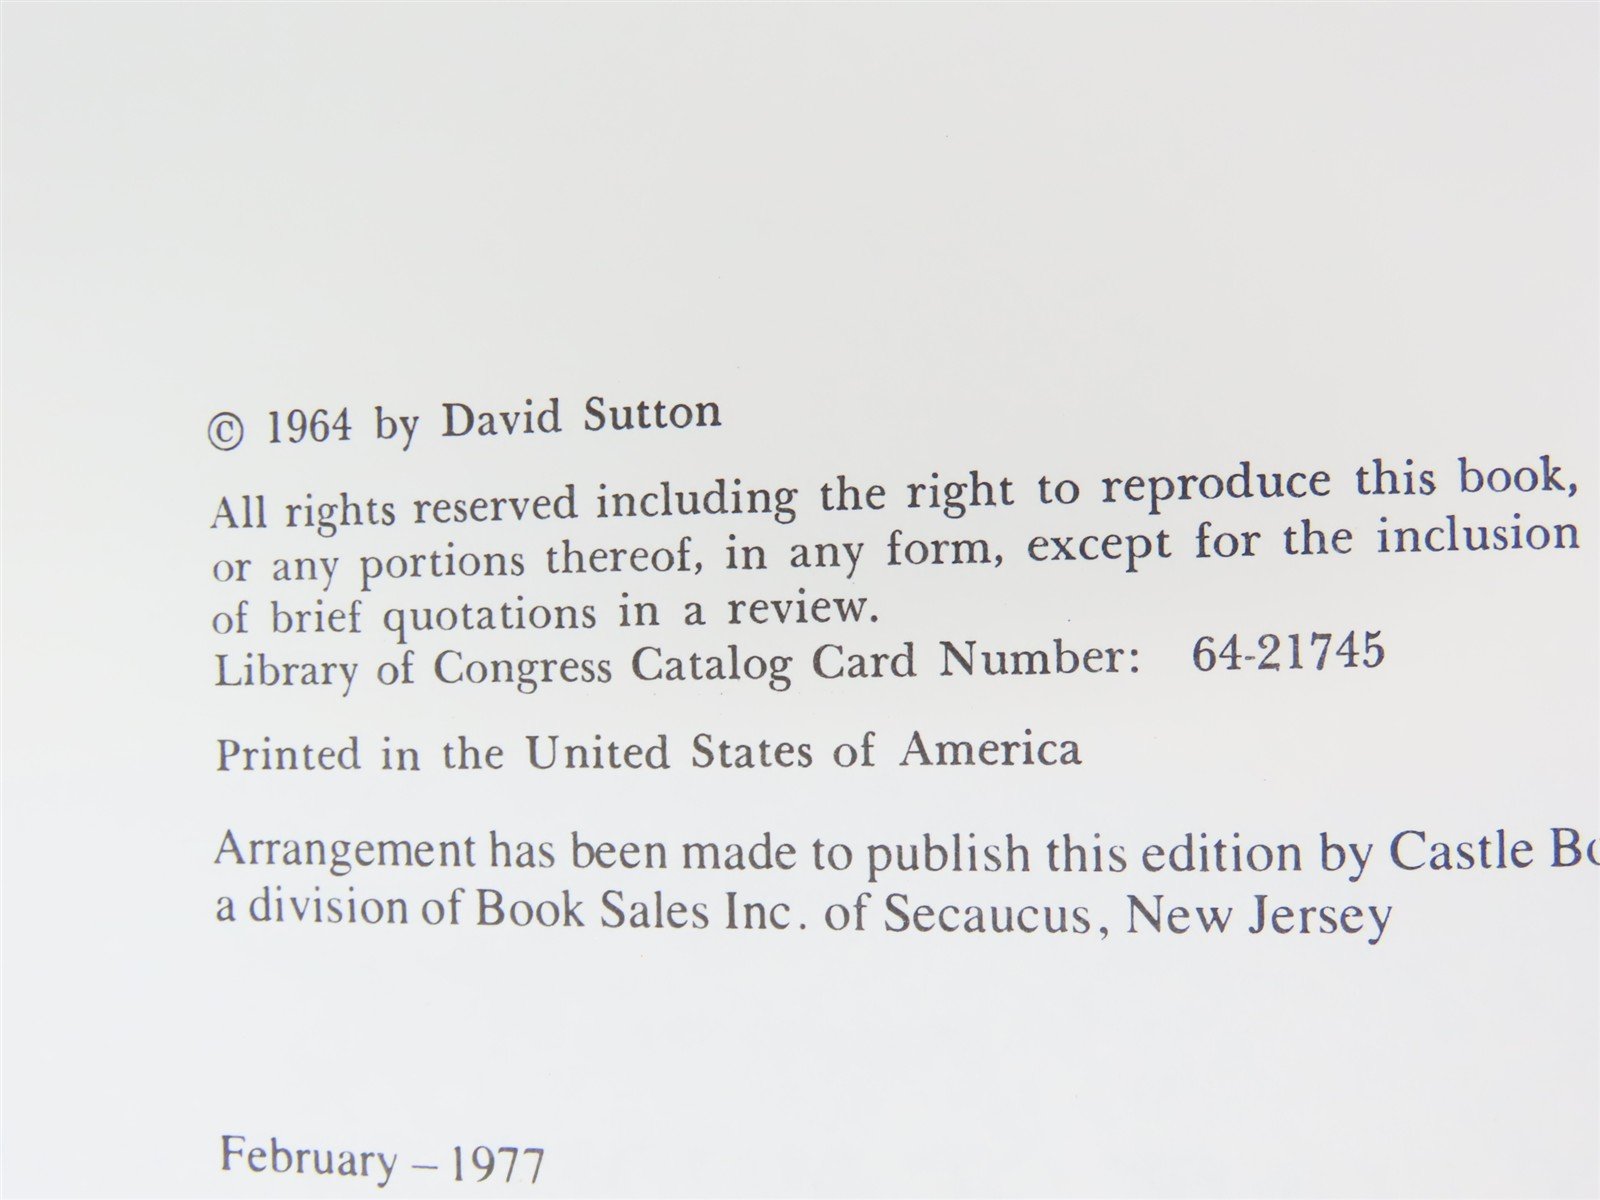 © 1964 by David Sutton
All rights reserved including the right to reproduce this book,
or any portions thereof, in any form, except for the inclusion
of brief quotations in a review.
Library of Congress Catalog Card Number: 64-21745
Printed in the United States of America
Arrangement has been made to publish this edition by Castle
a division of Book Sales Inc. of Secaucus, New Jersey
February – 1977